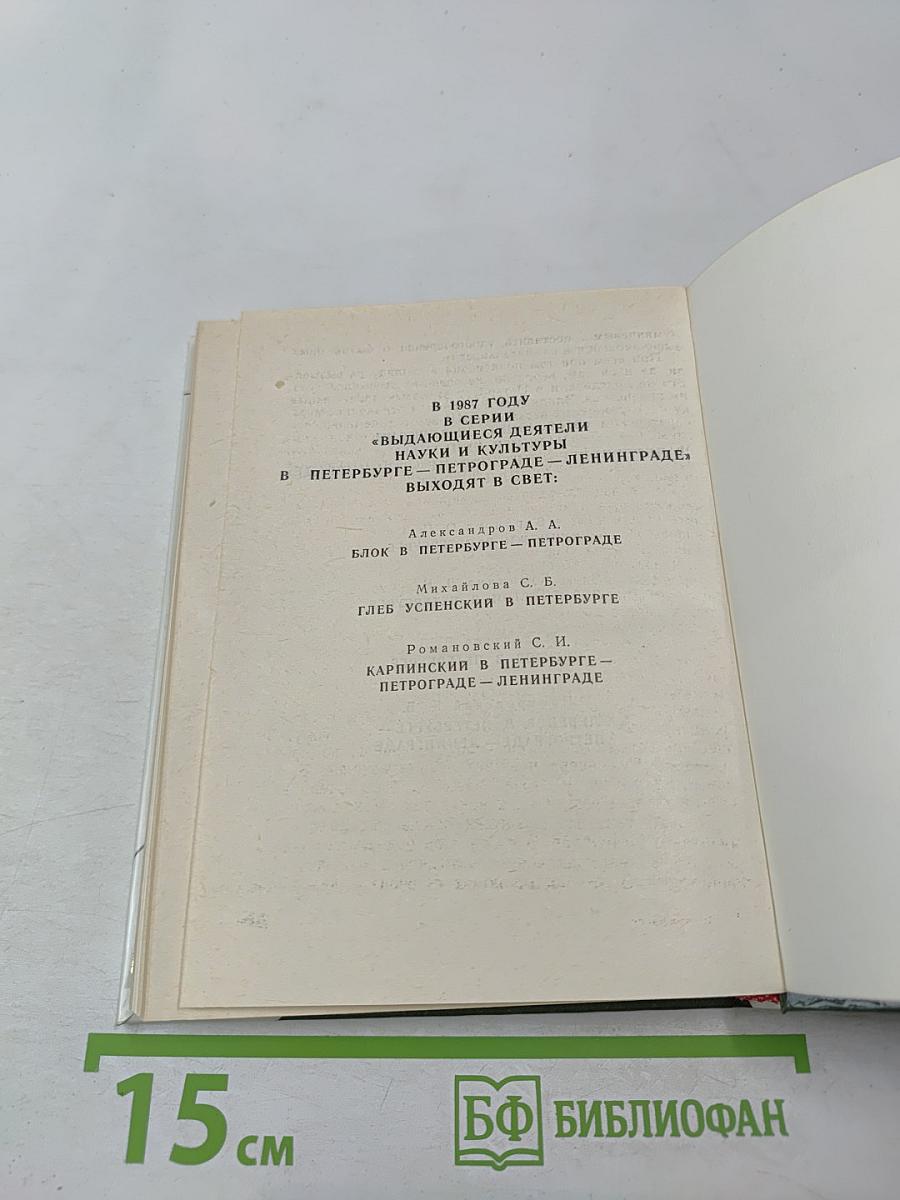 В 1987 ГОДУ
В СЕРИИ
«ВЫДАЮЩИЕСЯ ДЕЯТЕЛИ
НАУКИ И КУЛЬТУРЫ
В ПЕТЕРБУРГЕ — ПЕТРОГРАДЕ — ЛЕНИНГРАДЕ»
ВЫХОДЯТ В СВЕТ:
Александров А. А.
БЛОК В ПЕТЕРБУРГЕ — ПЕТРОГРАДЕ
Михайлова С. Б.
ГЛЕБ УСПЕНСКИЙ В ПЕТЕРБУРГЕ
Романовский С. И.
КАРПИНСКИЙ В ПЕТЕРБУРГЕ —
ПЕТРОГРАДЕ — ЛЕНИНГРАДЕ
15 см
БФ БИБЛИОФАН